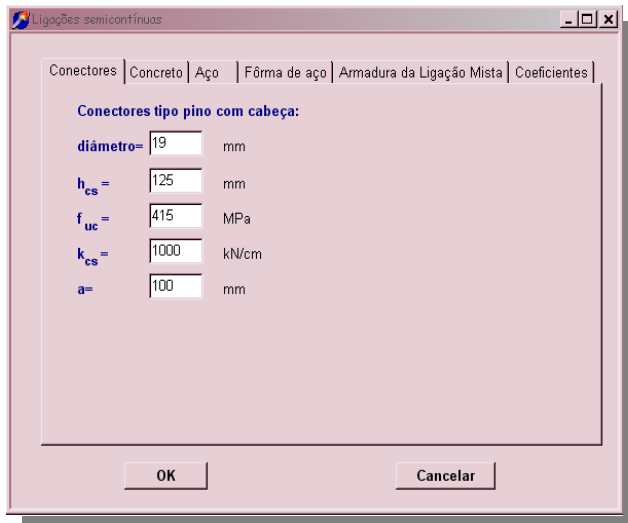 Ligações semicontínuas
Conectores Concreto Aço Fôrma de aço Armadura da Ligação Mista Coeficientes
Conectores tipo pino com cabeça:
diâmetro= 19 mm
hcs = 125 mm
fuc = 415 MPa
kcs = 1000 kN/cm
a= 100 mm
OK Cancelar